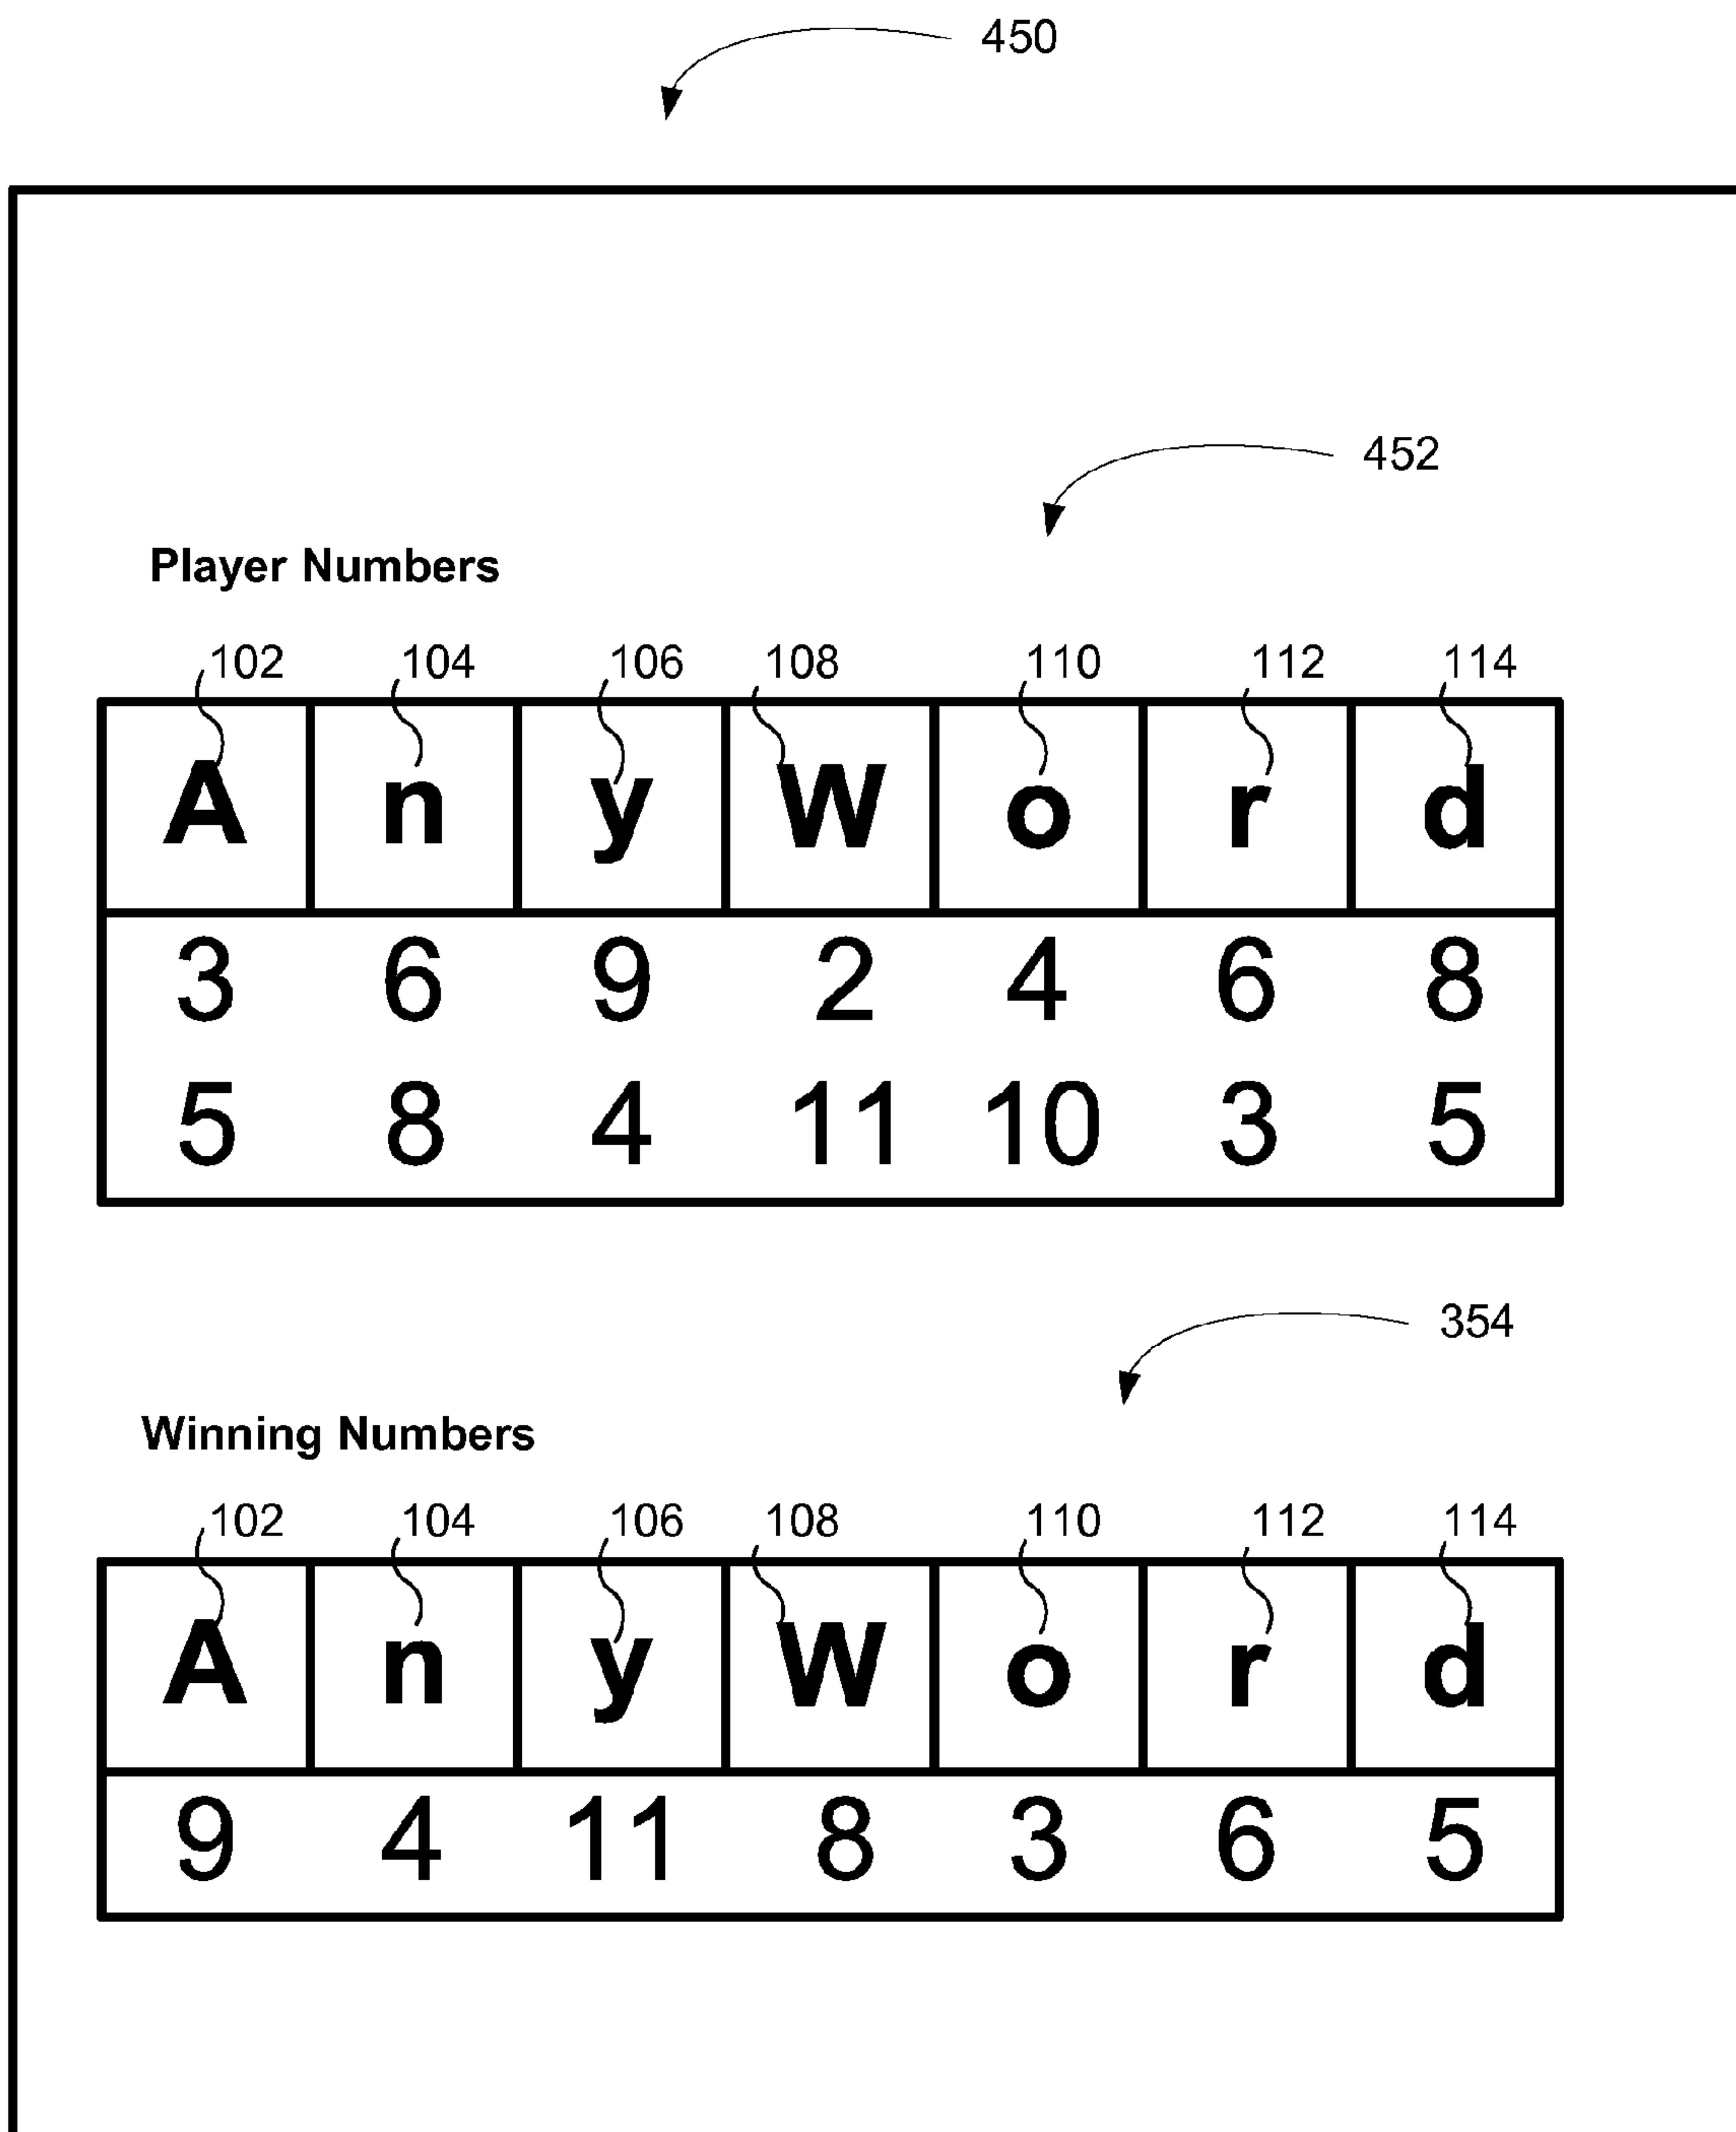 450
452
Player Numbers
102 104 106 108 110 112 114
A n y W o r d
3 6 9 2 4 6 8
5 8 4 11 10 3 5
354
Winning Numbers
102 104 106 108 110 112 114
A n y W o r d
9 4 11 8 3 6 5